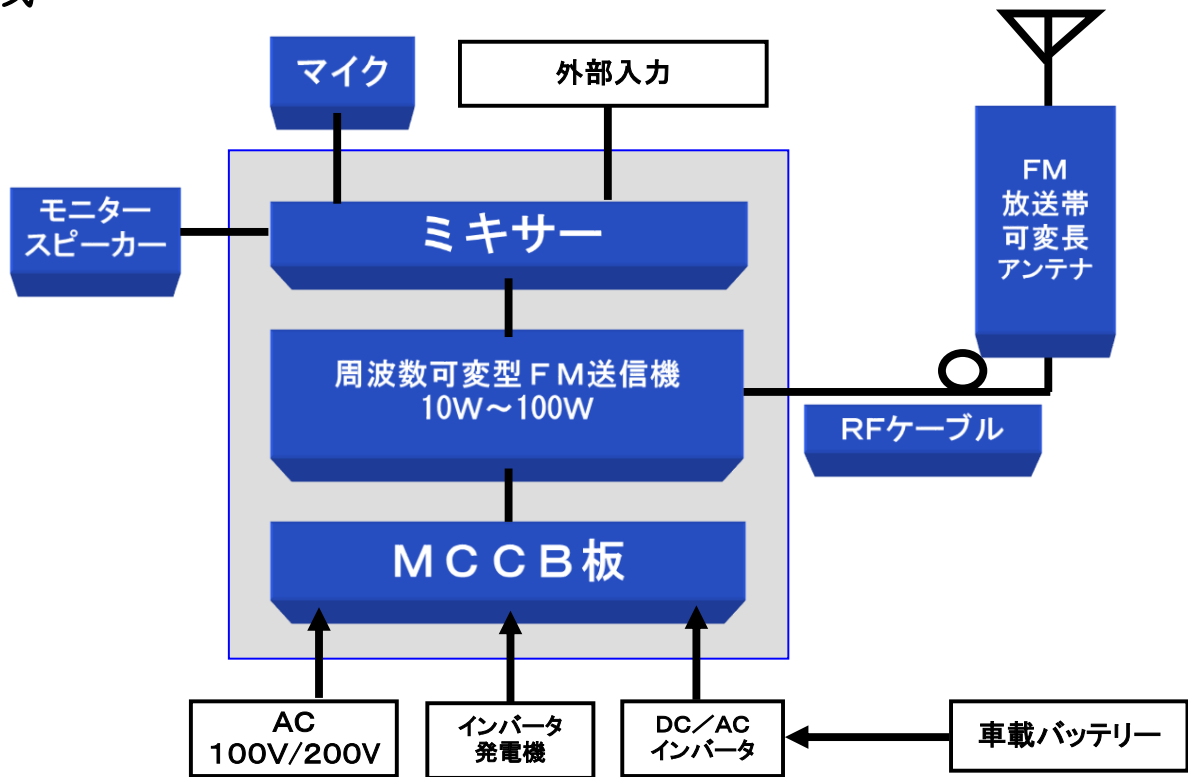 マイク
外部入力
FM
放送帯
可変長
アンテナ
モニター
スピーカー
ミキサー
周波数可変型FM送信機
10W～100W
RFケーブル
MCCB板
AC
100V/200V
インバータ
発電機
DC／AC
インバータ
車載バッテリー